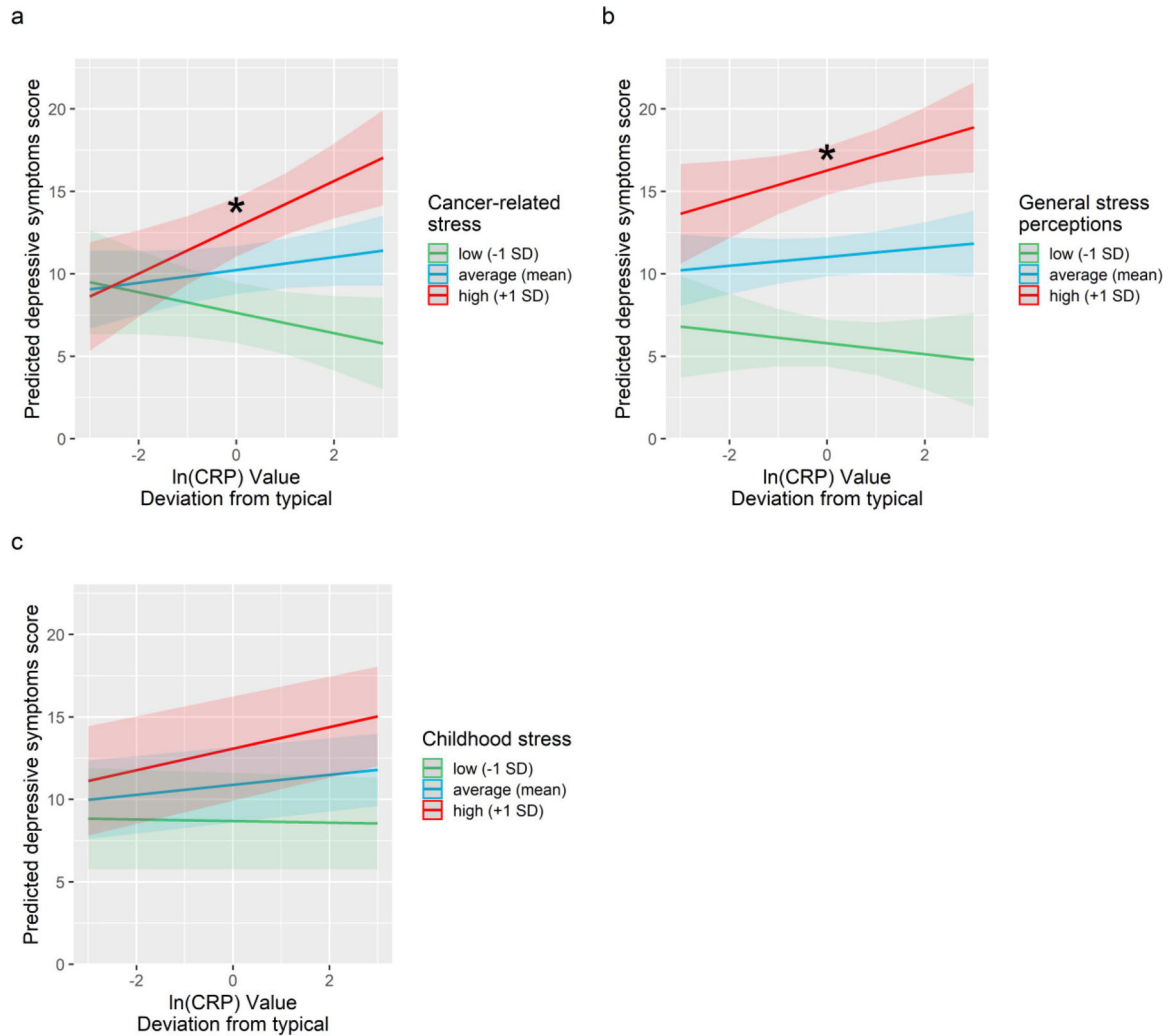 a
Predicted depressive symptoms score
20
15
10
5
0
*
-2
0
2
ln(CRP) Value
Deviation from typical
Cancer-related
stress
low (-1 SD)
average (mean)
high (+1 SD)
b
Predicted depressive symptoms score
20
15
10
5
0
*
-2
0
2
ln(CRP) Value
Deviation from typical
General stress
perceptions
low (-1 SD)
average (mean)
high (+1 SD)
c
Predicted depressive symptoms score
20
15
10
5
0
-2
0
2
ln(CRP) Value
Deviation from typical
Childhood stress
low (-1 SD)
average (mean)
high (+1 SD)